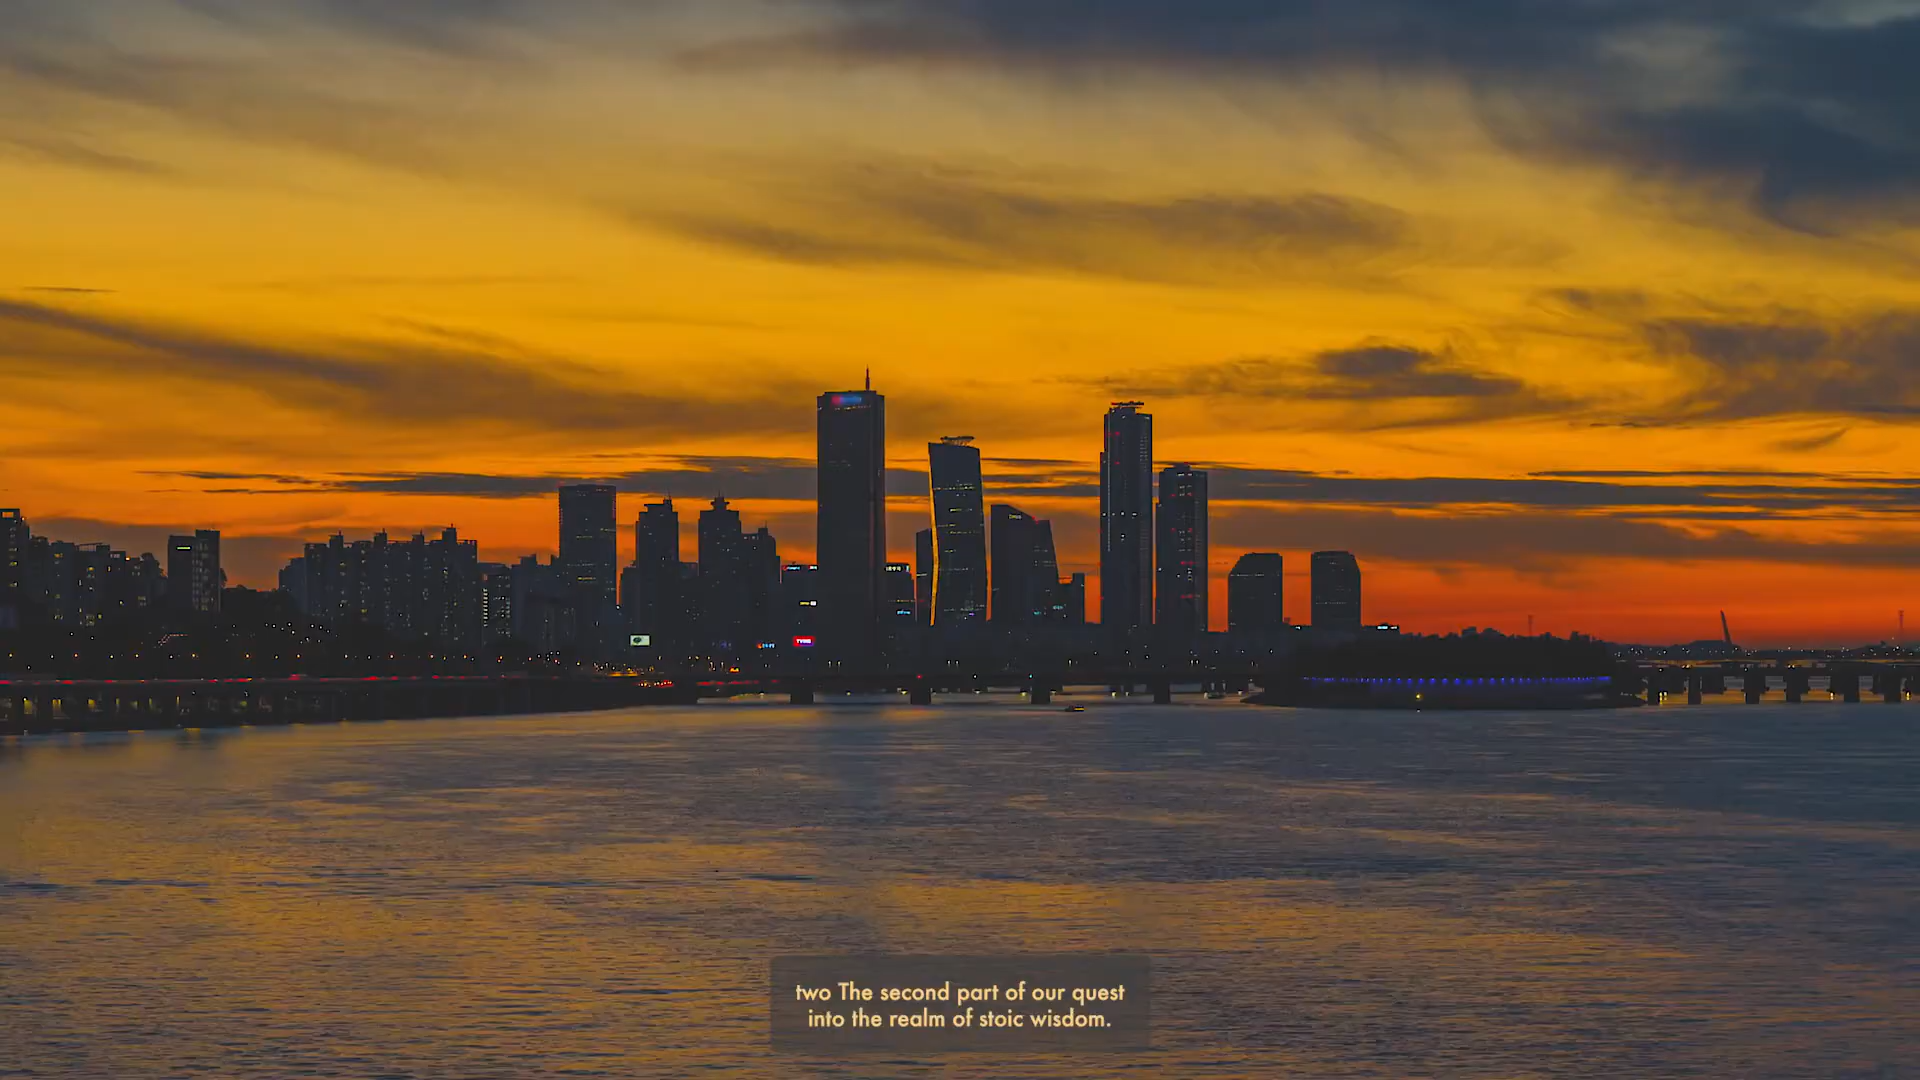 two The second part of our quest
into the realm of stoic wisdom.